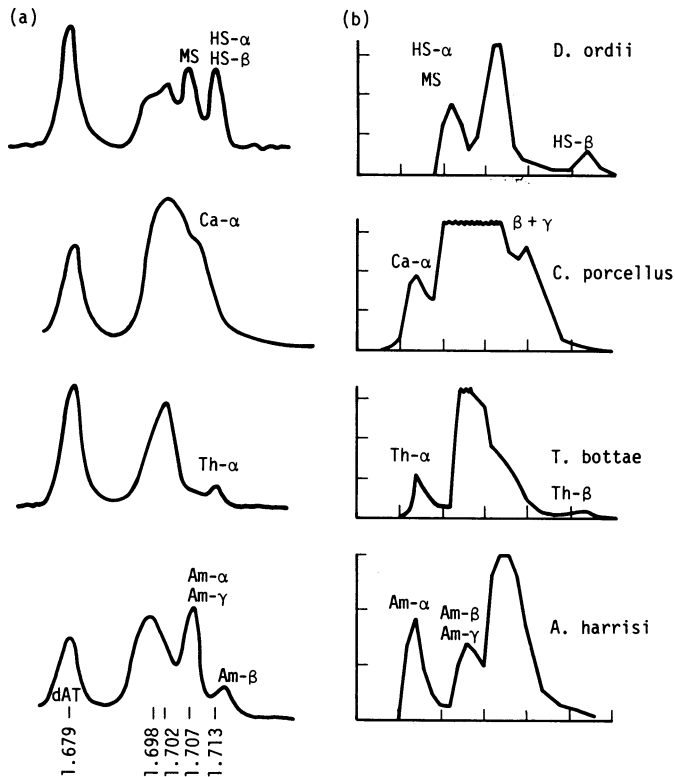 (a)
(b)
HS-α
MS HS-β
HS-α
MS
D. ordii
HS-β
Ca-α
Ca-α
β + γ
C. porcellus
Th-α
Th-α
T. bottae
Th-β
Am-α
Am-γ
Am-β
dAT
Am-α
Am-β
Am-γ
A. harrisi
1.679
1.698
1.702
1.707
1.713